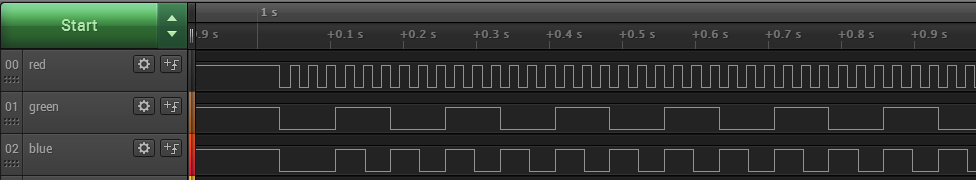 Start
1 s
0.9 s +0.1 s +0.2 s +0.3 s +0.4 s +0.5 s +0.6 s +0.7 s +0.8 s +0.9 s
00 red
01 green
02 blue